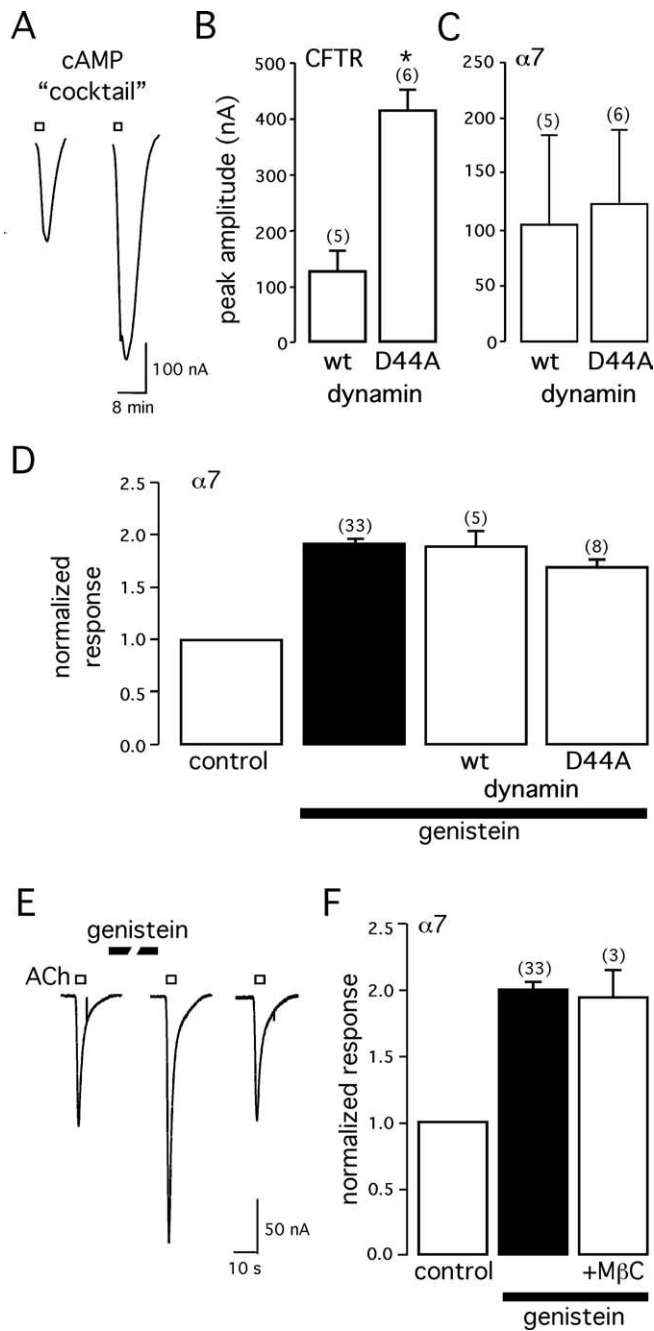 A
cAMP
“cocktail”
100 nA
8 min
B
CFTR
*
(6)
(5)
peak amplitude (nA)
500
400
300
200
100
0
wt
D44A
dynamin
C
α7
(5)
(6)
250
200
150
100
50
0
wt
D44A
dynamin
D
α7
normalized
response
2.5
2.0
1.5
1.0
0.5
0.0
(33)
(5)
(8)
control
wt
D44A
dynamin
genistein
E
genistein
ACh
50 nA
10 s
F
α7
normalized response
2.5
2.0
1.5
1.0
0.5
0.0
(33)
(3)
control
+MβC
genistein